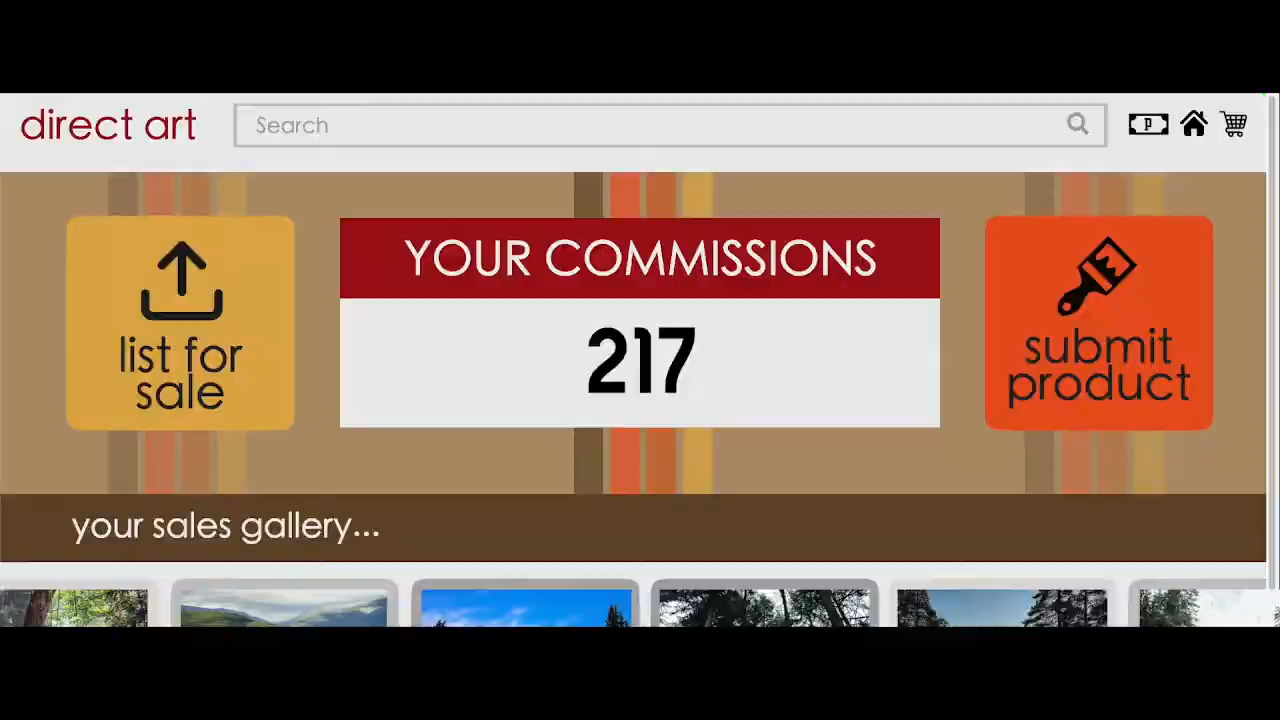 direct art
Search
P
YOUR COMMISSIONS
217
list for
sale
submit
product
your sales gallery...